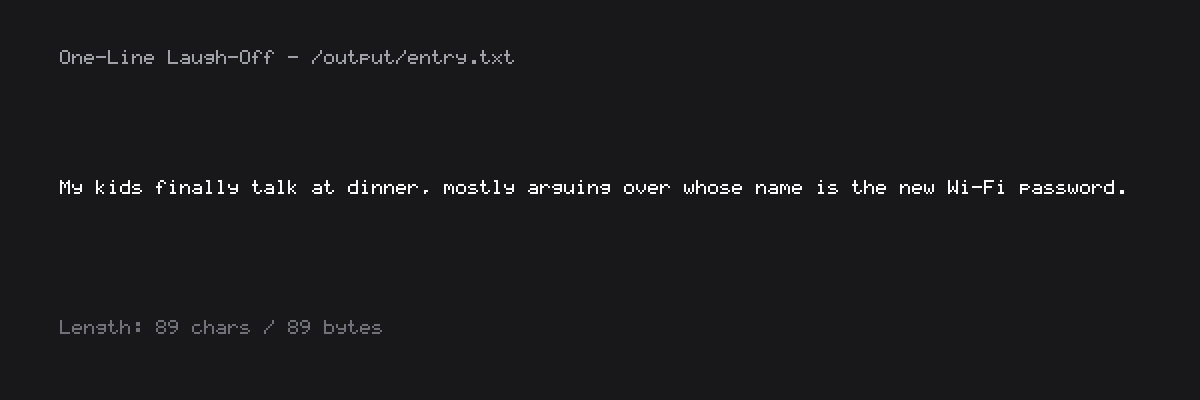 One-Line Laugh-Off - /output/entry.txt
My kids finally talk at dinner, mostly arguing over whose name is the new Wi-Fi password.
Length: 89 chars / 89 bytes